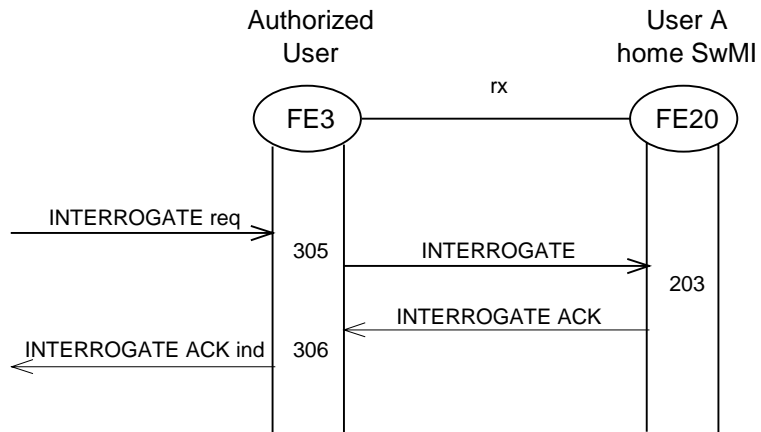 Authorized
User
User A
home SwMI
rx
FE3
FE20
INTERROGATE req
305
INTERROGATE
203
INTERROGATE ACK
INTERROGATE ACK ind
306